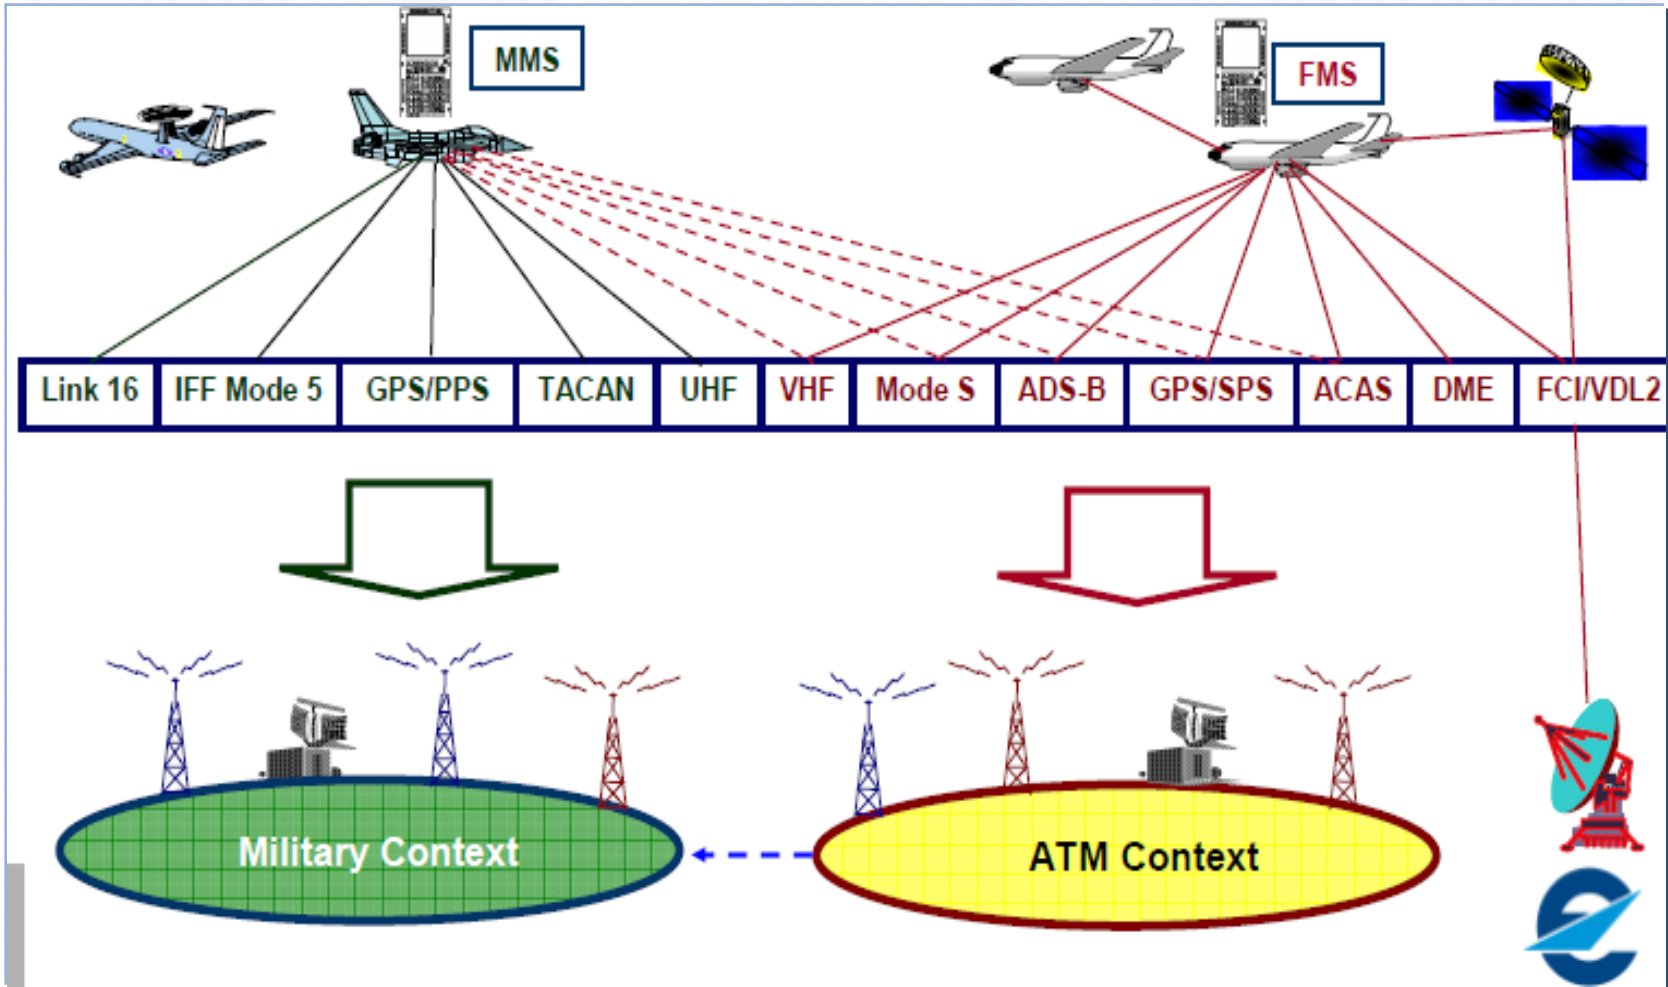 MMS
FMS
Link 16
IFF Mode 5
GPS/PPS
TACAN
UHF
VHF
Mode S
ADS-B
GPS/SPS
ACAS
DME
FCI/VDL2
Military Context
ATM Context